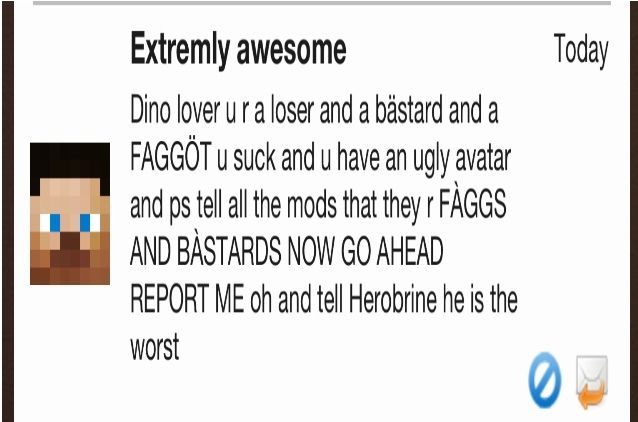 Extremly awesome
Today
Dino lover u r a loser and a bästard and a
FAGGÖT u suck and u have an ugly avatar
and ps tell all the mods that they r FÀGGS
AND BÀSTARDS NOW GO AHEAD
REPORT ME oh and tell Herobrine he is the
worst